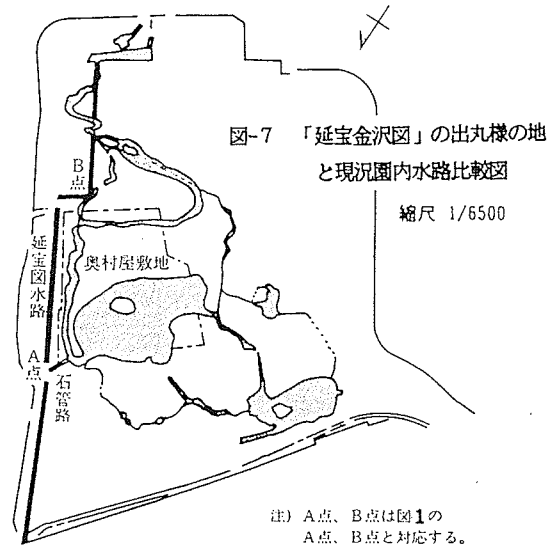 図-7 「延宝金沢図」の出丸様の地
と現況園内水路比較図
縮尺 1/6500
B点
延宝図水路
奥村屋敷地
A点
石管路
注) A点、B点は図1の
A点、B点と対応する。